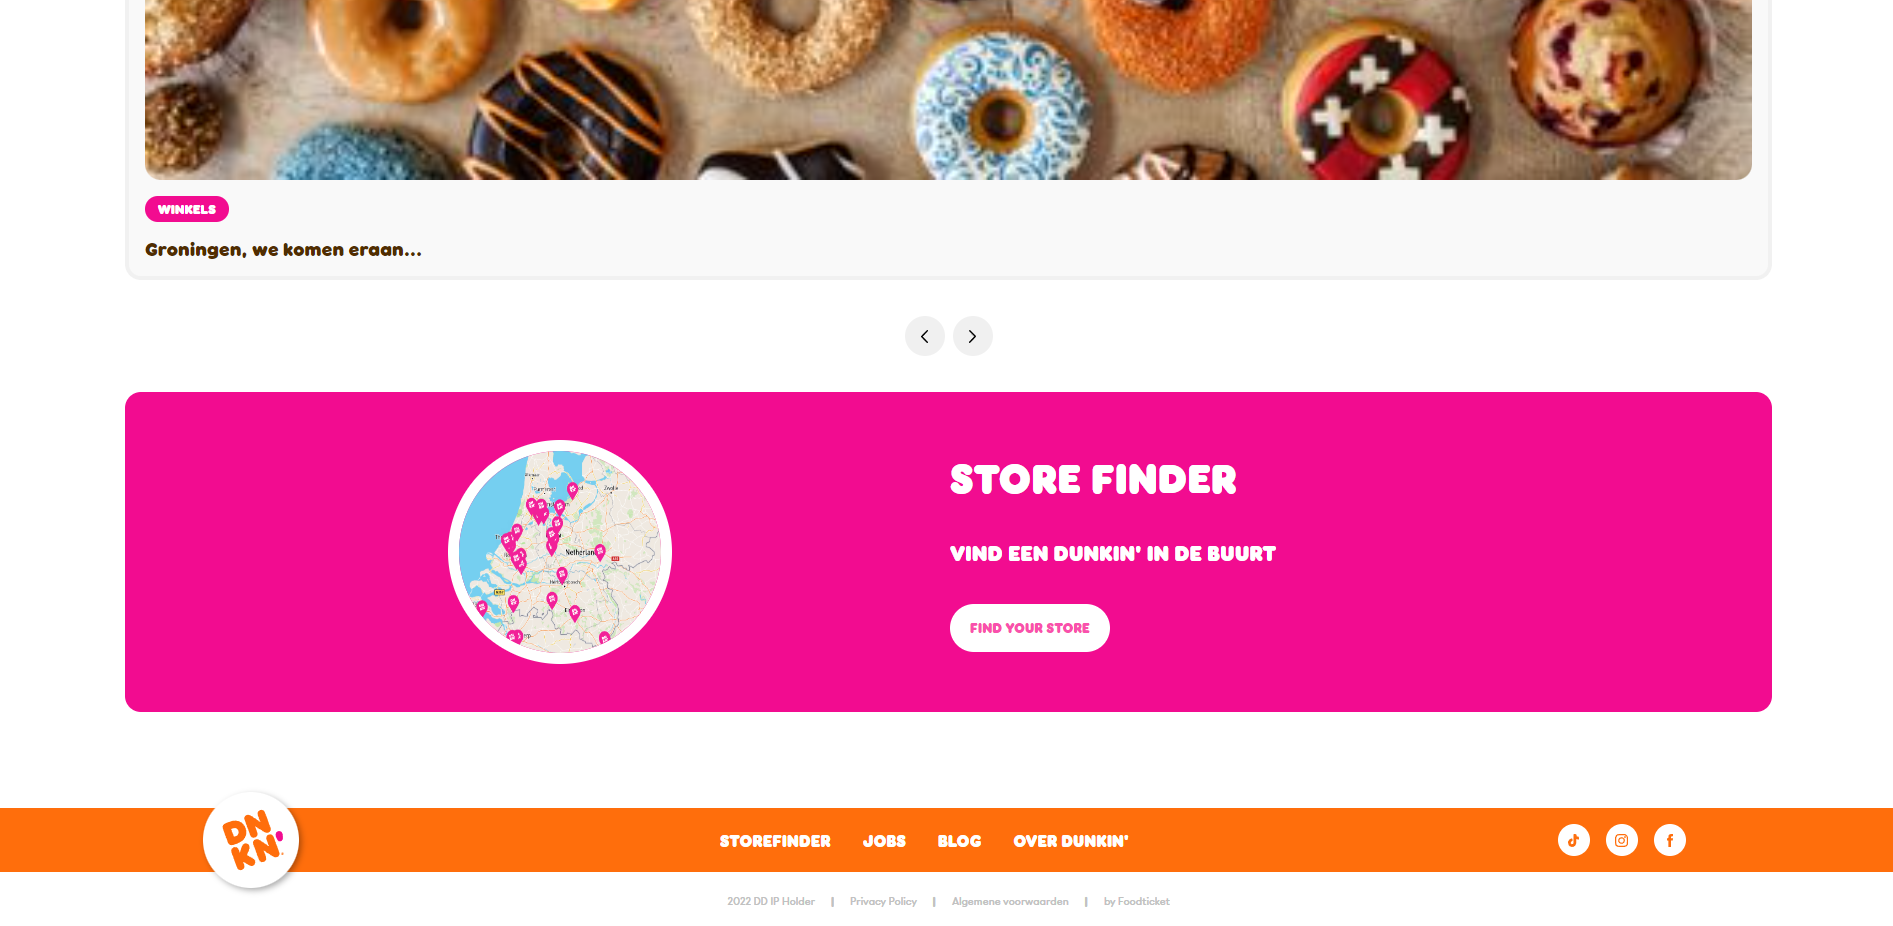 WINKELS
Groningen, we komen eraan...
STORE FINDER
VIND EEN DUNKIN' IN DE BUURT
FIND YOUR STORE
Zwolle
DN
KN'
STOREFINDER JOBS BLOG OVER DUNKIN'
2022 DD IP Holder | Privacy Policy | Algemene voorwaarden | by Foodticket